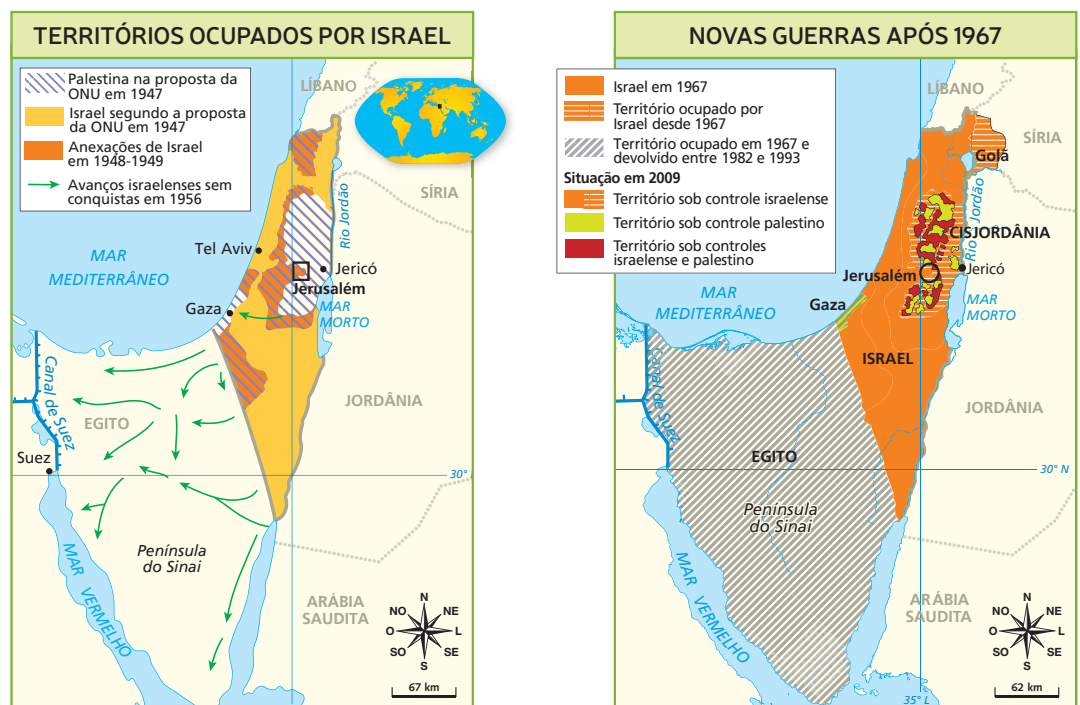 TERRITÓRIOS OCUPADOS POR ISRAEL
Palestina na proposta da
ONU em 1947
Israel segundo a proposta
da ONU em 1947
Anexações de Israel
em 1948-1949
Avanços israelenses sem
conquistas em 1956
LÍBANO
SÍRIA
Rio Jordão
Tel Aviv
MAR
MEDITERRÂNEO
Jericó
Jerusalém
Gaza
MAR
MORTO
Canal de Suez
EGITO
JORDÂNIA
Suez
30°
Península
do Sinai
MAR VERMELHO
ARÁBIA
SAUDITA
N
NO
NE
O
L
SO
SE
S
67 km
NOVAS GUERRAS APÓS 1967
Israel em 1967
Território ocupado por
Israel desde 1967
Território ocupado em 1967 e
devolvido entre 1982 e 1993
Situação em 2009
Território sob controle israelense
Território sob controle palestino
Território sob controles
israelense e palestino
LÍBANO
SÍRIA
Golã
Rio Jordão
CISJORDÂNIA
Jerusalém
Jericó
MAR
MEDITERRÂNEO
Gaza
MAR
MORTO
ISRAEL
Canal de Suez
JORDÂNIA
EGITO
30° N
Península
do Sinai
MAR VERMELHO
ARÁBIA
SAUDITA
N
NO
NE
O
L
SO
SE
S
35° L
62 km